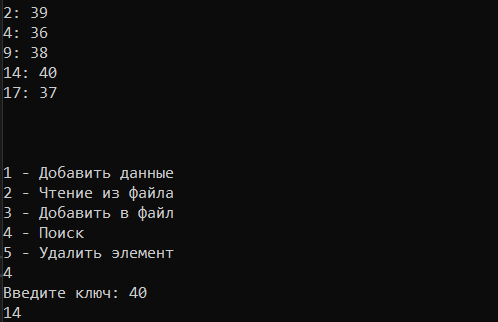 2: 39
4: 36
9: 38
14: 40
17: 37
1 - Добавить данные
2 - Чтение из файла
3 - Добавить в файл
4 - Поиск
5 - Удалить элемент
4
Введите ключ: 40
14